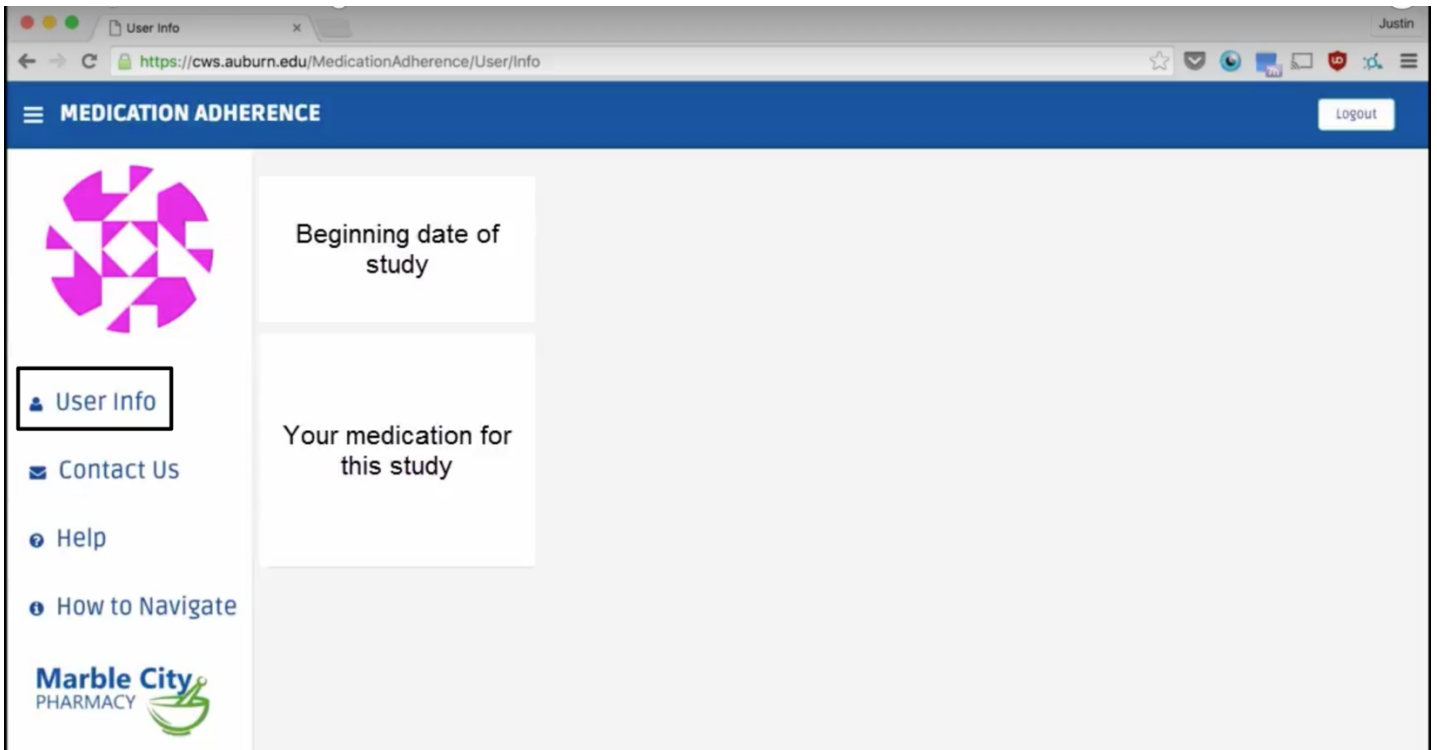 User Info
Justin
https://cws.auburn.edu/MedicationAdherence/User/Info
MEDICATION ADHERENCE
Logout
Beginning date of
study
User Info
Your medication for
this study
Contact Us
Help
How to Navigate
Marble City
PHARMACY